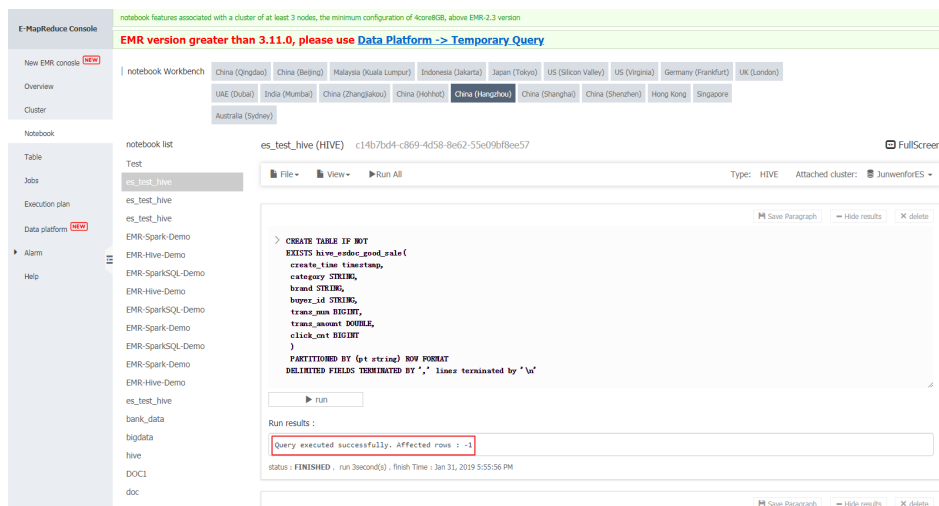 E-MapReduce Console
New EMR console NEW
Overview
Cluster
Notebook
Table
Jobs
Execution plan
Data platform NEW
Alarm
Help
notebook features associated with a cluster of at least 3 nodes, the minimum configuration of 4core8GB, above EMR-2.3 version
EMR version greater than 3.11.0, please use Data Platform -> Temporary Query
notebook Workbench
China (Qingdao) China (Beijing) Malaysia (Kuala Lumpur) Indonesia (Jakarta) Japan (Tokyo) US (Silicon Valley) US (Virginia) Germany (Frankfurt) UK (London)
UAE (Dubai) India (Mumbai) China (Zhangjiakou) China (Hohhot) China (Hangzhou) China (Shanghai) China (Shenzhen) Hong Kong Singapore
Australia (Sydney)
notebook list
Test
es_test_hive
es_test_hive
es_test_hive
EMR-Spark-Demo
EMR-Hive-Demo
EMR-SparkSQL-Demo
EMR-Hive-Demo
EMR-SparkSQL-Demo
EMR-Spark-Demo
EMR-SparkSQL-Demo
EMR-Spark-Demo
EMR-Hive-Demo
es_test_hive
bank_data
bigdata
hive
DOC1
doc
es_test_hive (HIVE) c14b7bd4-c869-4d58-8e62-55e09bf8ee57
FullScreen
File View Run All
Type: HIVE Attached cluster: JunwenforES
Save Paragraph Hide results delete
CREATE TABLE IF NOT
EXISTS hive_esdoc_good_sale(
create_time timestamp,
category STRING,
brand STRING,
buyer_id STRING,
trans_num BIGINT,
trans_amount DOUBLE,
click_cnt BIGINT
)
PARTITIONED BY (pt string) ROW FORMAT
DELIMITED FIELDS TERMINATED BY ',' lines terminated by '\n'
run
Run results :
Query executed successfully. Affected rows : -1
status : FINISHED , run 3second(s) , finish Time : Jan 31, 2019 5:55:56 PM
Save Paragraph Hide results delete